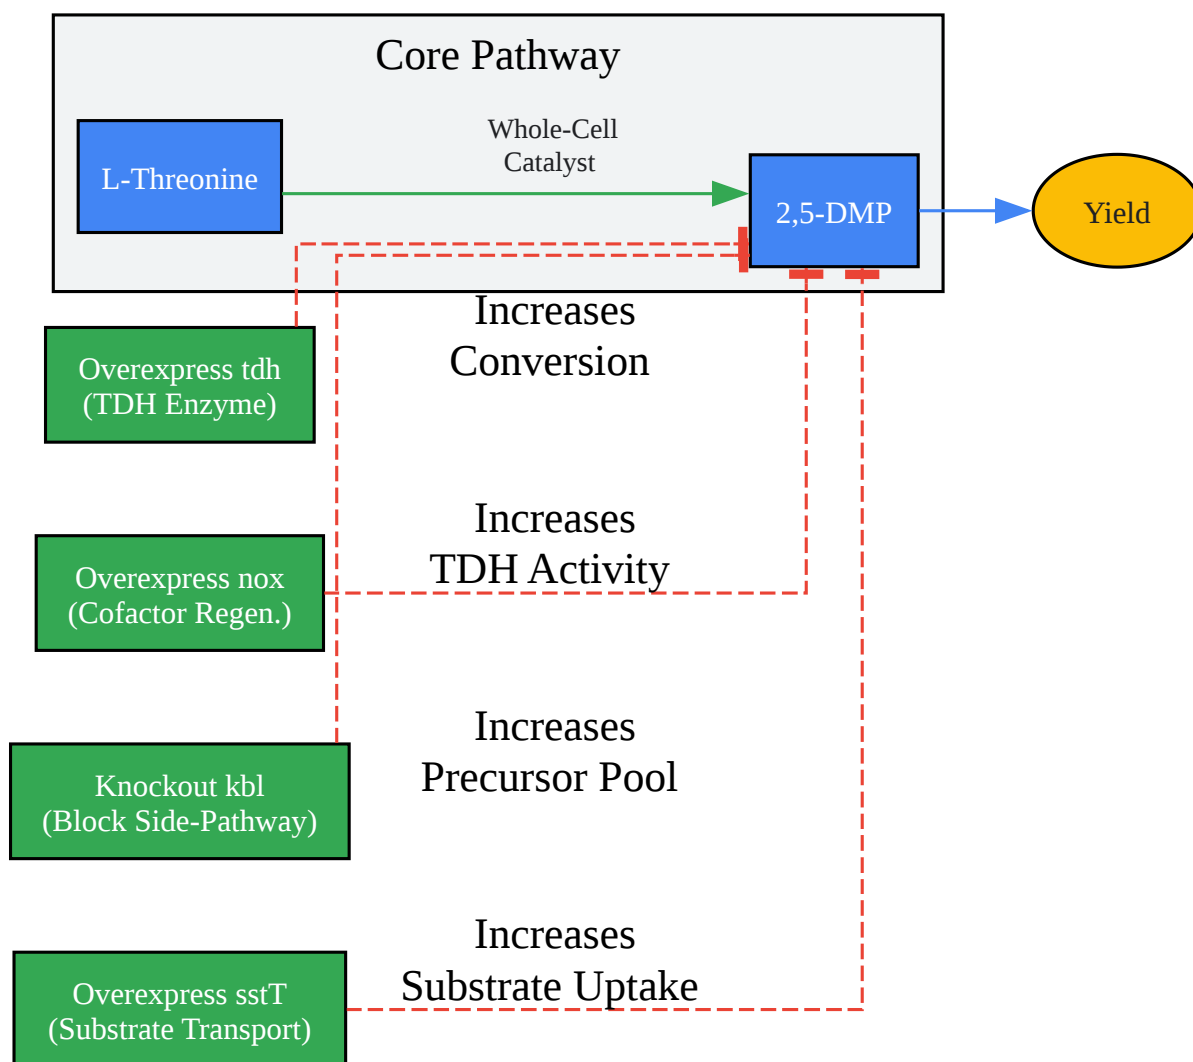 Core Pathway
Whole-Cell
Catalyst
L-Threonine
2,5-DMP
Yield
Increases
Conversion
Overexpress tdh
(TDH Enzyme)
Increases
TDH Activity
Overexpress nox
(Cofactor Regen.)
Increases
Precursor Pool
Knockout kbl
(Block Side-Pathway)
Increases
Substrate Uptake
Overexpress sstT
(Substrate Transport)